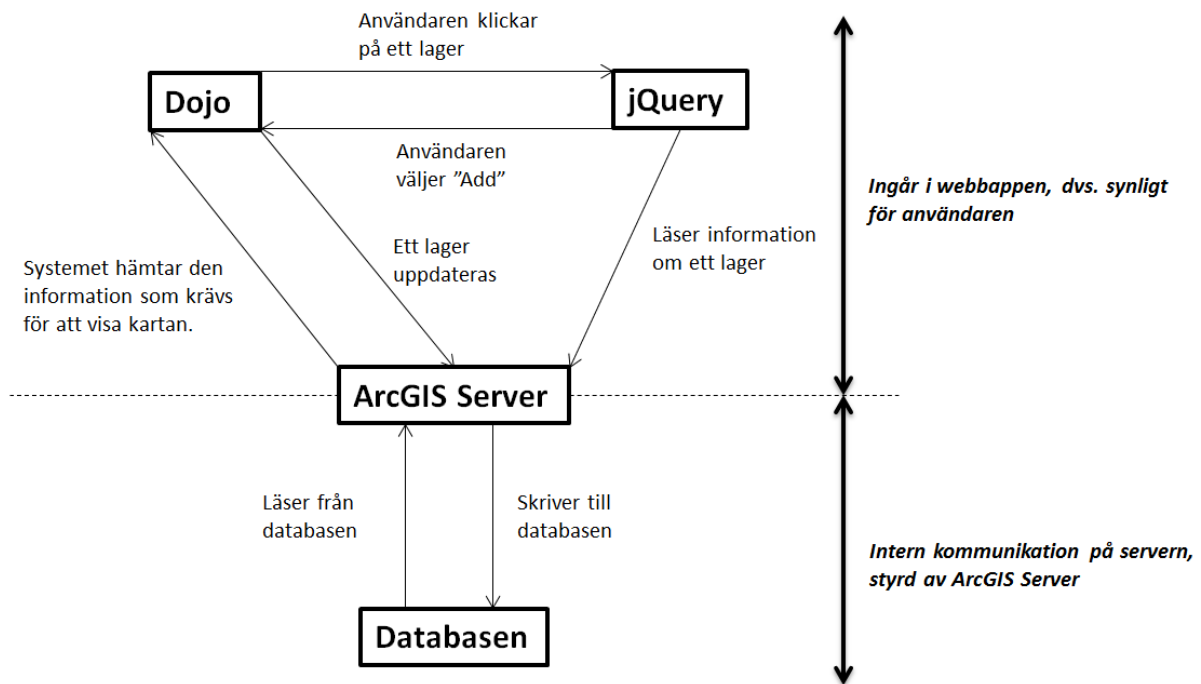 Användaren klickar
på ett lager
Dojo
jQuery
Användaren
väljer ”Add”
Ingår i webbappen, dvs. synligt
för användaren
Ett lager
uppdateras
Läser information
om ett lager
Systemet hämtar den
information som krävs
för att visa kartan.
ArcGIS Server
Läser från
databasen
Skriver till
databasen
Intern kommunikation på servern,
styrd av ArcGIS Server
Databasen